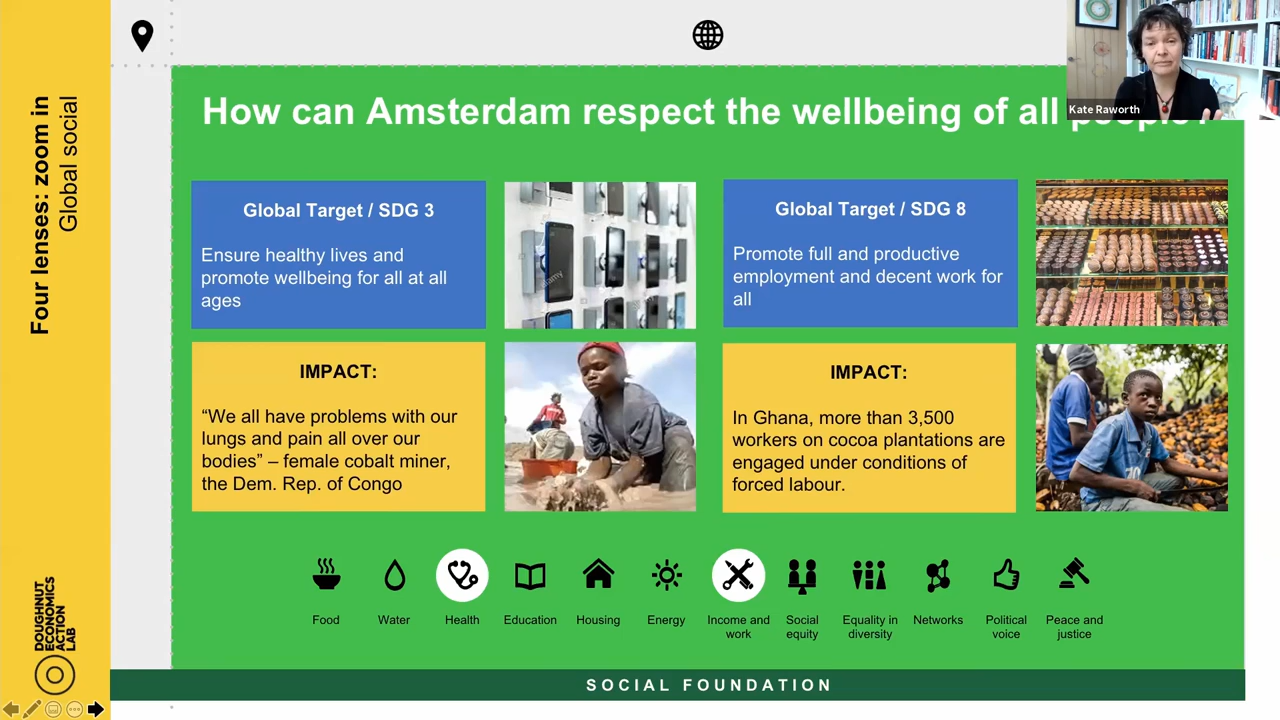 Four lenses: zoom in
Global social
How can Amsterdam respect the wellbeing of all people?
Kate Raworth
Global Target / SDG 3
Ensure healthy lives and
promote wellbeing for all at all
ages
Global Target / SDG 8
Promote full and productive
employment and decent work for
all
alamy
IMPACT:
“We all have problems with our
lungs and pain all over our
bodies” – female cobalt miner,
the Dem. Rep. of Congo
IMPACT:
In Ghana, more than 3,500
workers on cocoa plantations are
engaged under conditions of
forced labour.
Food
Water
Health
Education
Housing
Energy
Income and
work
Social
equity
Equality in
diversity
Networks
Political
voice
Peace and
justice
DOUGHNUT
ECONOMICS
ACTION
LAB
SOCIAL FOUNDATION